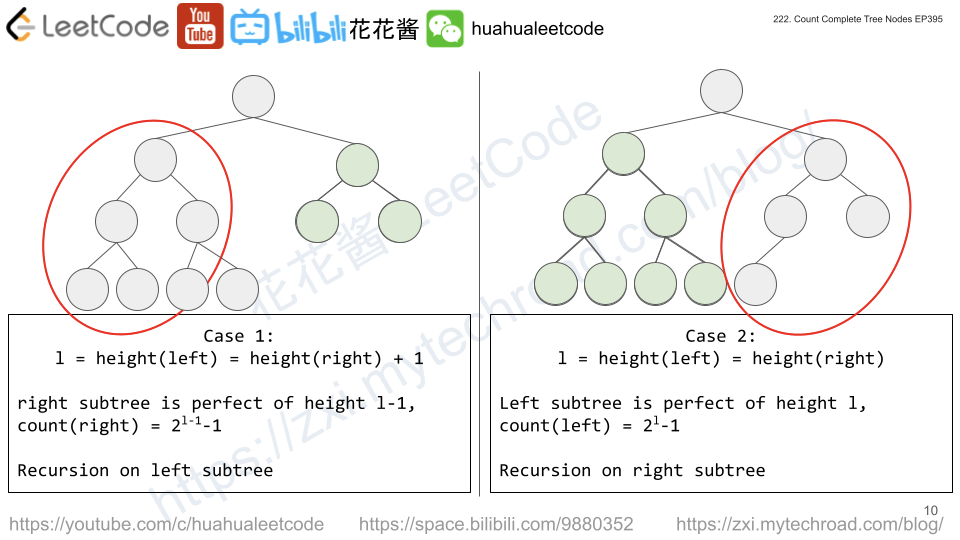 LeetCode You Tube bilibili 花花酱 huahualeetcode
222. Count Complete Tree Nodes EP395
Case 1:
l = height(left) = height(right) + 1
right subtree is perfect of height l-1,
count(right) = 2^l-1-1
Recursion on left subtree
Case 2:
l = height(left) = height(right)
Left subtree is perfect of height l,
count(left) = 2^l-1
Recursion on right subtree
花花酱 LeetCode
https://zxi.mytechroad.com/blog/
10
https://youtube.com/c/huahualeetcode https://space.bilibili.com/9880352 https://zxi.mytechroad.com/blog/